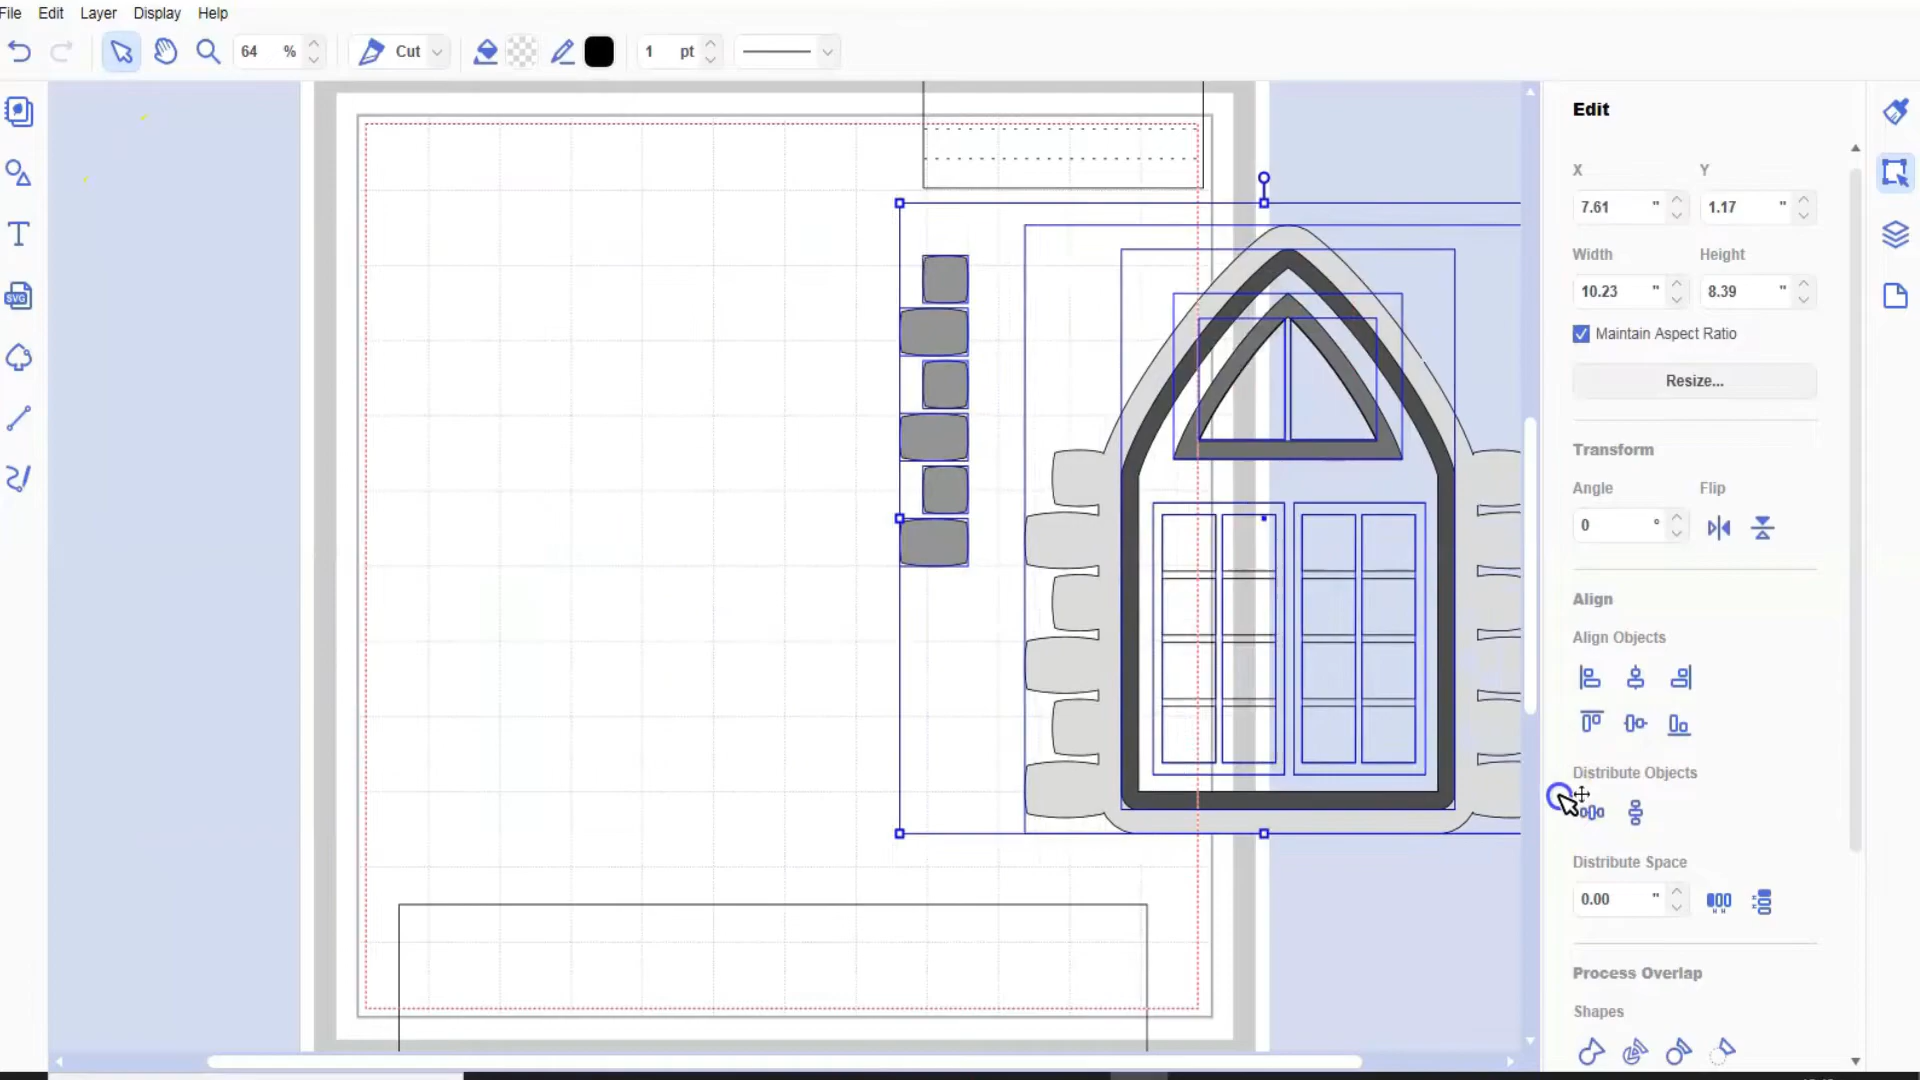 File Edit Layer Display Help
64 % Cut 1 pt
Edit
X Y
7.61 " 1.17 "
Width Height
10.23 " 8.39 "
Maintain Aspect Ratio
Resize...
Transform
Angle Flip
0 °
Align
Align Objects
Distribute Objects
Distribute Space
0.00 "
Process Overlap
Shapes
SVG